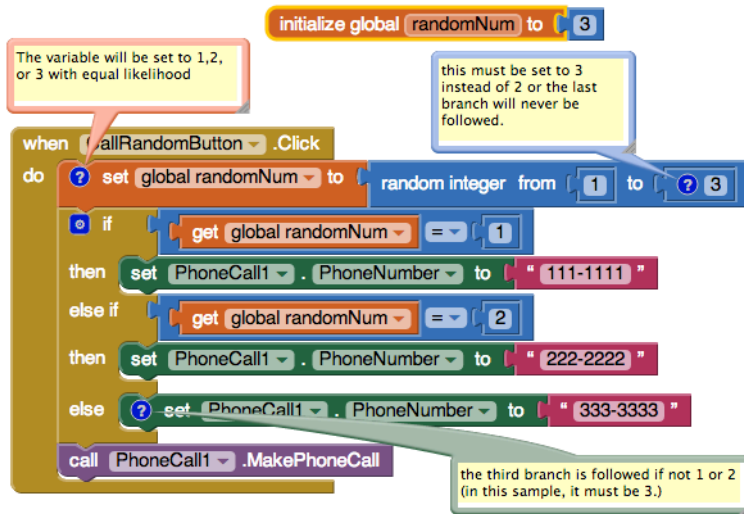 initialize global randomNum to 3
The variable will be set to 1,2,
or 3 with equal likelihood
this must be set to 3
instead of 2 or the last
branch will never be
followed.
when CallRandomButton .Click
do ? set global randomNum to random integer from 1 to ? 3
if get global randomNum = 1
then set PhoneCall1 . PhoneNumber to " 111-1111 "
else if get global randomNum = 2
then set PhoneCall1 . PhoneNumber to " 222-2222 "
else ? set PhoneCall1 . PhoneNumber to " 333-3333 "
call PhoneCall1 .MakePhoneCall
the third branch is followed if not 1 or 2
(in this sample, it must be 3.)